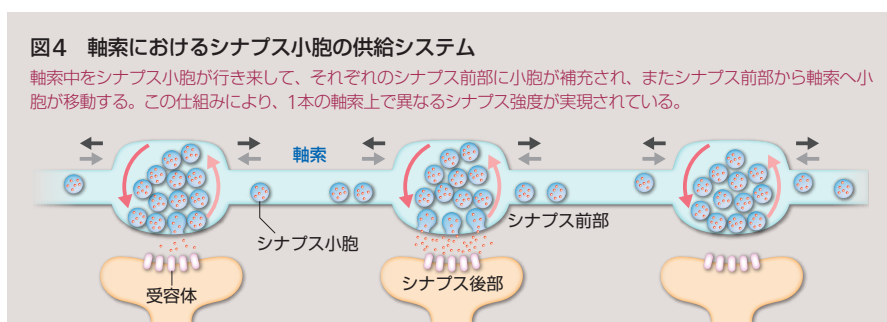 図4　軸索におけるシナプス小胞の供給システム
軸索中をシナプス小胞が行き来して、それぞれのシナプス前部に小胞が補充され、またシナプス前部から軸索へ小
胞が移動する。この仕組みにより、1本の軸索上で異なるシナプス強度が実現されている。
軸索
シナプス前部
シナプス小胞
シナプス後部
受容体